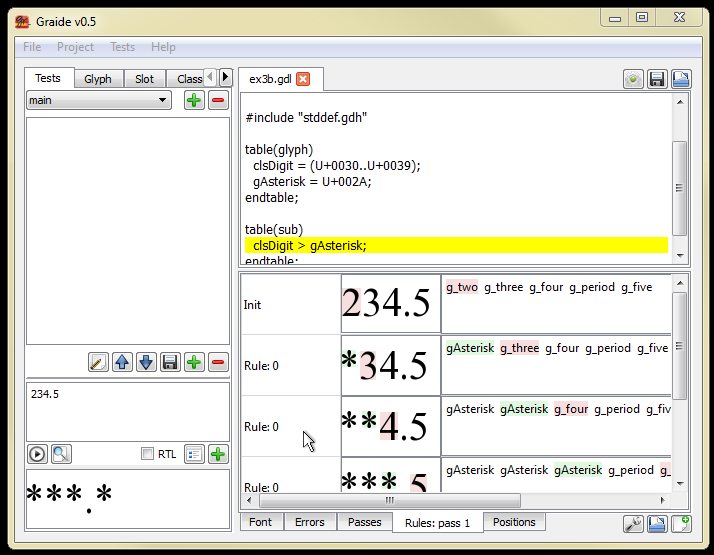 Graide v0.5
File Project Tests Help
Tests Glyph Slot Class
main
234.5
RTL
***.*
ex3b.gdl
#include "stddef.gdh"
table(glyph)
clsDigit = (U+0030..U+0039);
gAsterisk = U+002A;
endtable;
table(sub)
clsDigit > gAsterisk;
endtable;
Init 234.5 g_two g_three g_four g_period g_five
Rule: 0 *34.5 gAsterisk g_three g_four g_period g_five
Rule: 0 **4.5 gAsterisk gAsterisk g_four g_period g_fiv
Rule: 0 ***.5 gAsterisk gAsterisk gAsterisk g_period g_
Font Errors Passes Rules: pass 1 Positions